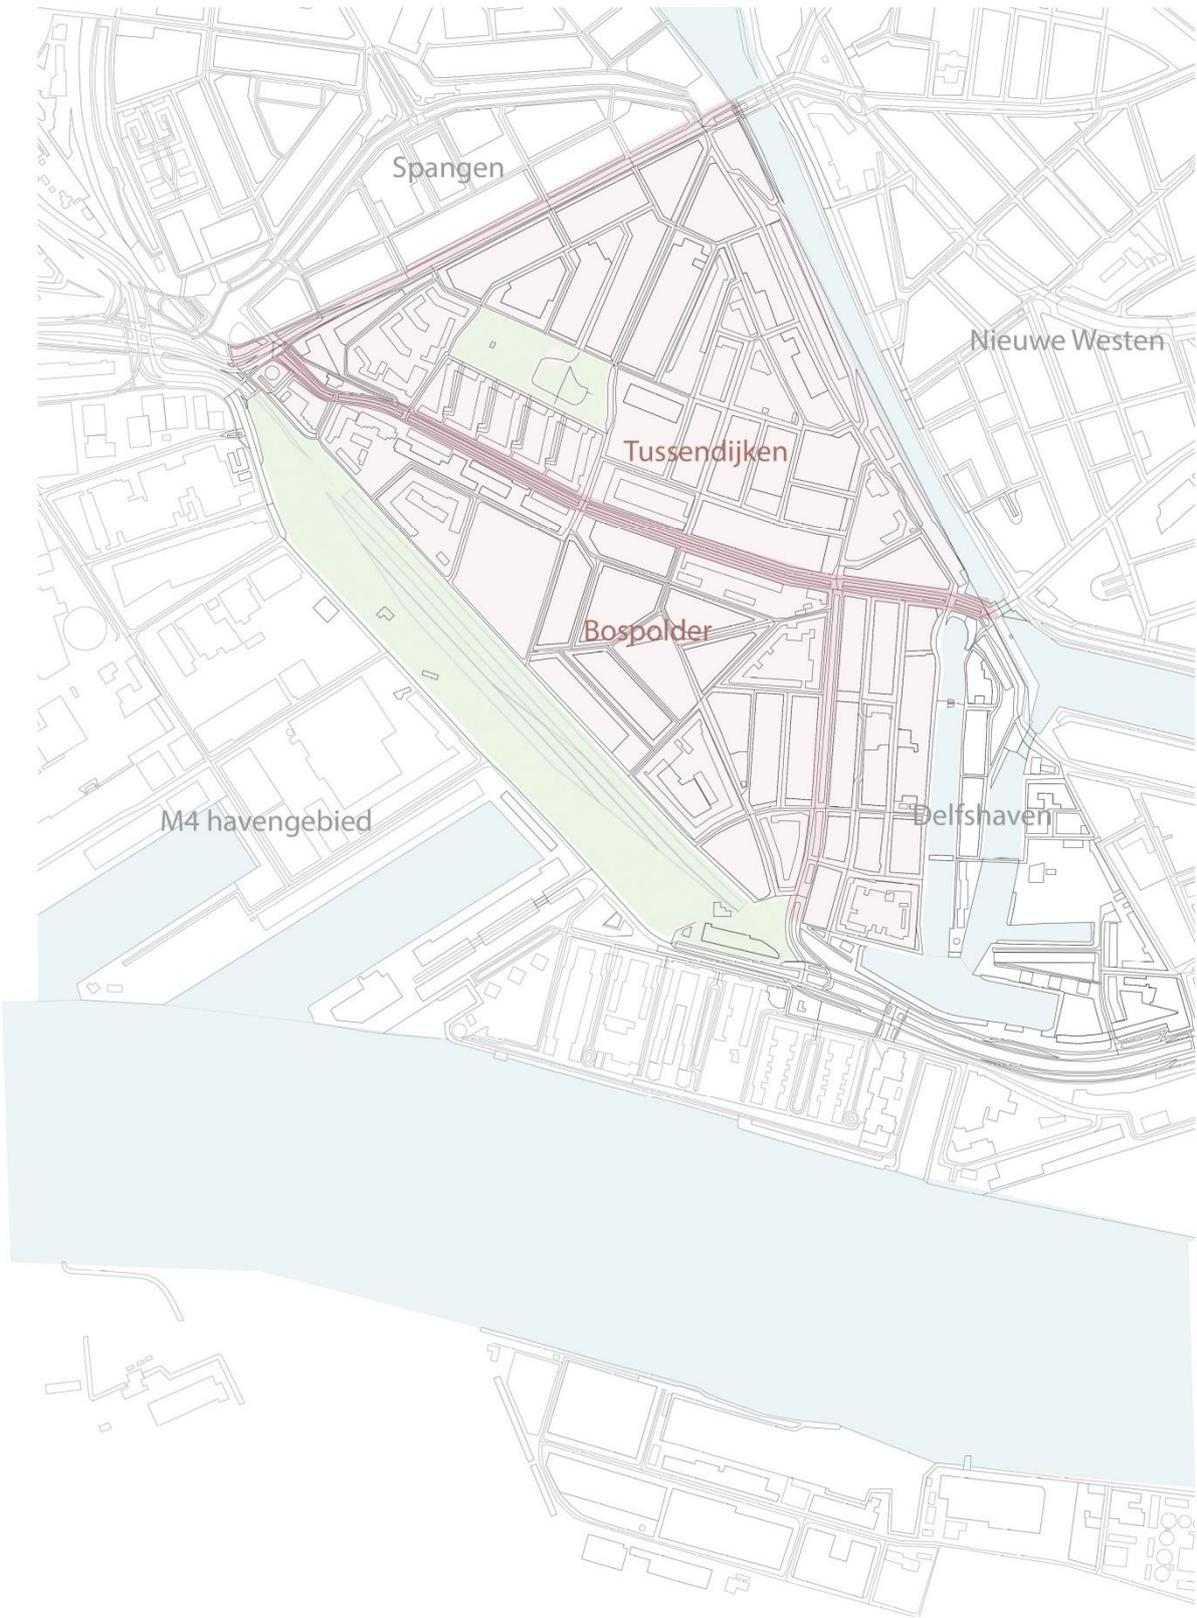 Spangen
Nieuwe Westen
Tussendijken
Bospolder
M4 havengebied
Delfshaven